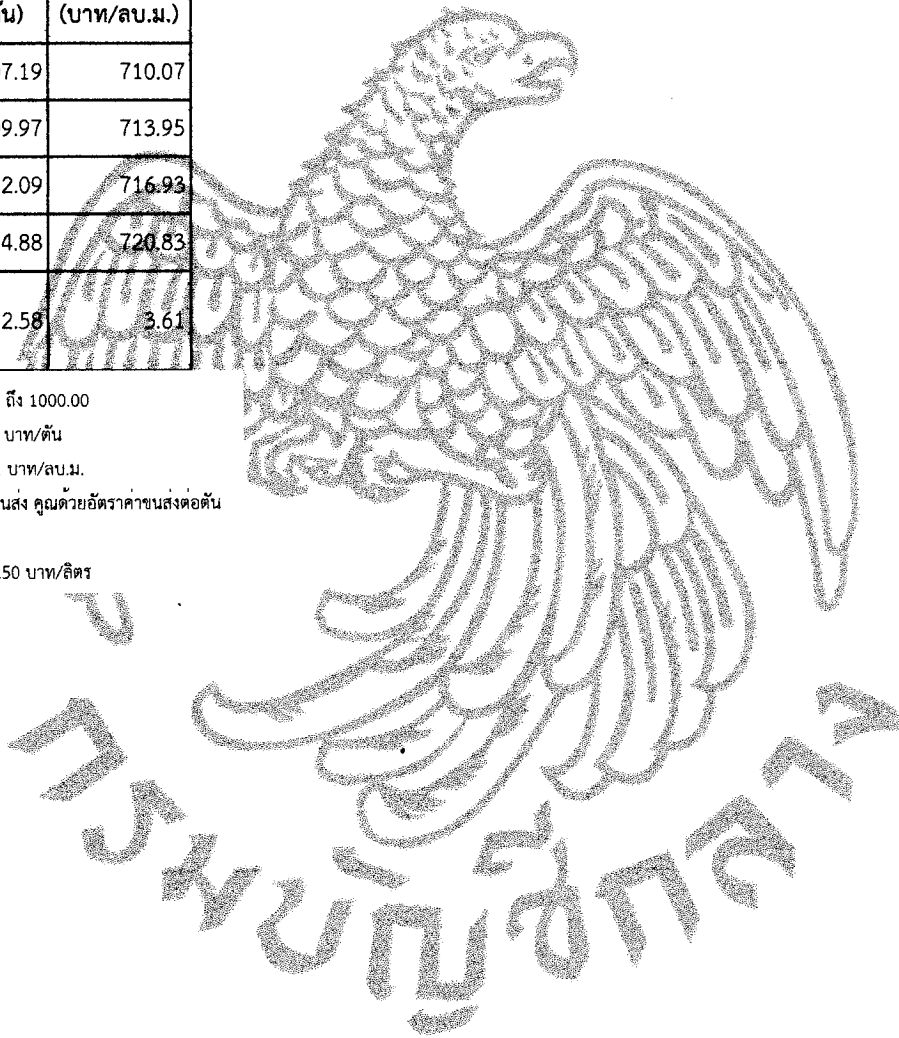 ัน) (บาท/ลบ.ม.)
7.19 710.07
9.97 713.95
2.09 716.93
4.88 720.83
2.58 3.61
ถึง 1000.00
บาท/ตัน
บาท/ลบ.ม.
นส่ง คูณด้วยอัตราค่าขนส่งต่อตัน
.50 บาท/ลิตร
กรมบัญชีกลาง